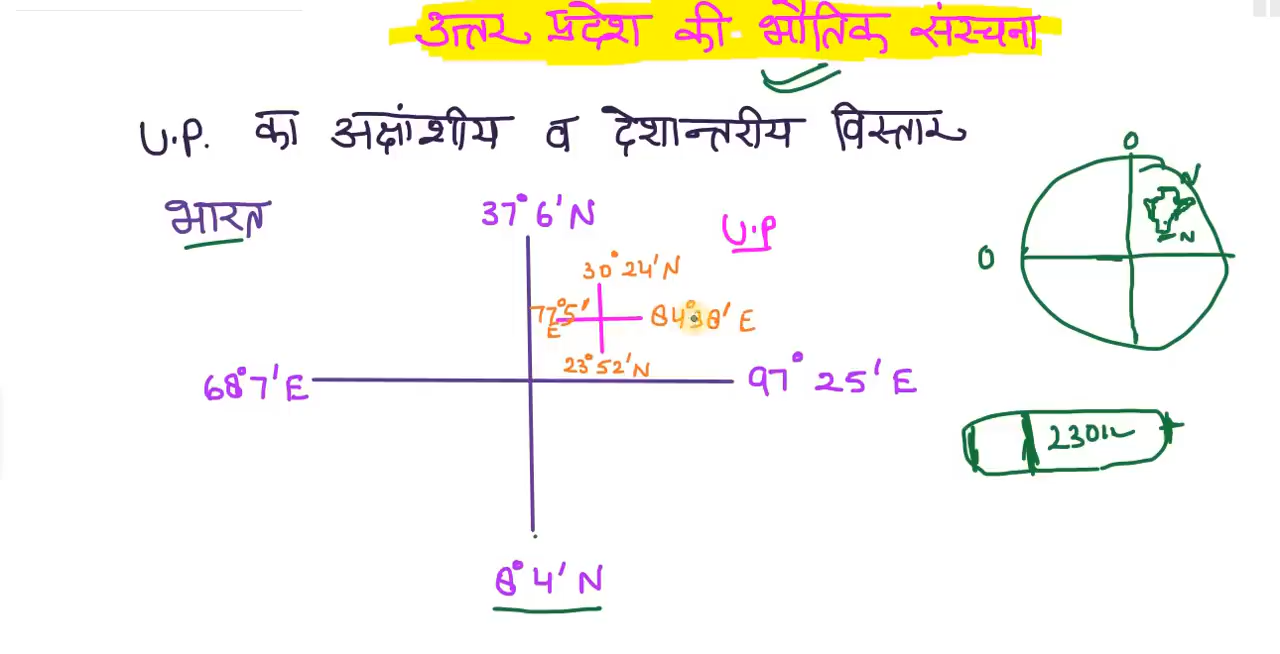 उत्तर प्रदेश की भौतिक संरचना
U.P. का अक्षांशीय व देशान्तरीय विस्तार
भारत
37° 6' N
U.P
30° 24' N
77° 5' E
84° 38' E
23° 52' N
68° 7' E
97° 25' E
8° 4' N
0
N
N
0